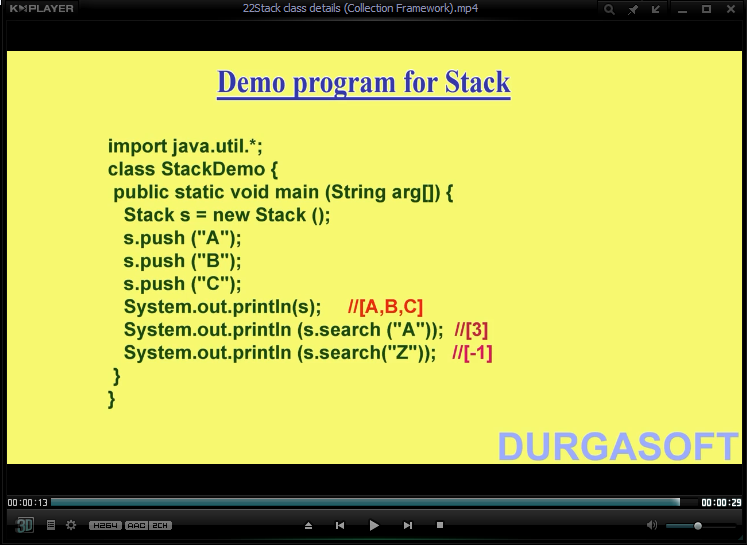 KMPLAYER
22Stack class details (Collection Framework).mp4
Demo program for Stack
import java.util.*;
class StackDemo {
public static void main (String arg[]) {
Stack s = new Stack ();
s.push ("A");
s.push ("B");
s.push ("C");
System.out.println(s); //[A,B,C]
System.out.println (s.search ("A")); //[3]
System.out.println (s.search("Z")); //[-1]
}
}
DURGASOFT
00:00:13 00:00:29
3D H264 AAC 2CH